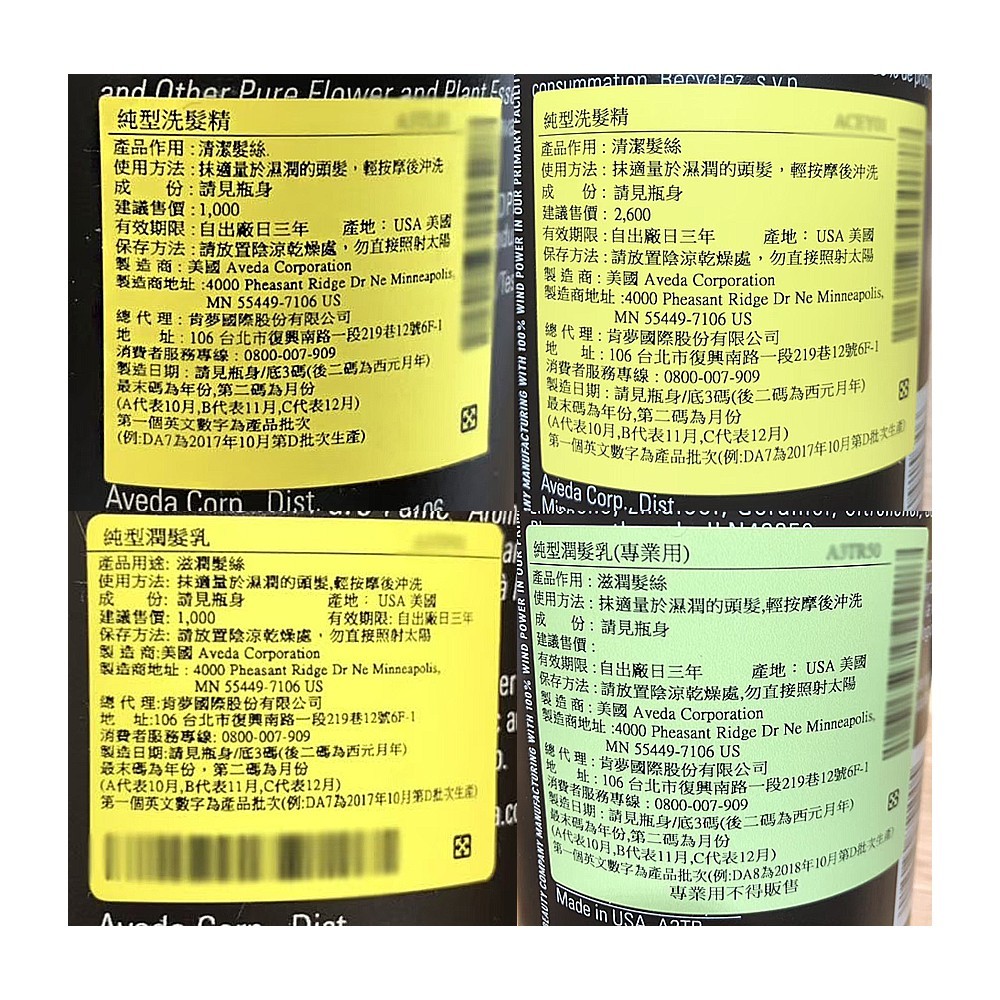 and Other Pure Flower and Plant Esse
純型洗髮精
產品作用:清潔髮絲.
使用方法:抹適量於濕潤的頭髮,輕按摩後沖洗
成 份:請見瓶身
建議售價:1,000
有效期限:自出廠日三年 產地:USA 美國
保存方法:請放置陰涼乾燥處,勿直接照射太陽
製 造 商:美國 Aveda Corporation
製造商地址:4000 Pheasant Ridge Dr Ne Minneapolis,
MN 55449-7106 US
總 代 理:肯夢國際股份有限公司
地 址:106 台北市復興南路一段219巷12號6F-1
消費者服務專線:0800-007-909
製造日期:請見瓶身/底3碼(後二碼為西元月年)
最末碼為年份,第二碼為月份
(A代表10月,B代表11月,C代表12月)
第一個英文數字為產品批次
(例:DA7為2017年10月第D批次生產)
Aveda Corp., Dist.
consummation. Recyclez, s.v.p.
純型洗髮精
ACEY01
產品作用:清潔髮絲
使用方法:抹適量於濕潤的頭髮,輕按摩後沖洗
成 份:請見瓶身
建議售價:2,600
有效期限:自出廠日三年 產地:USA 美國
保存方法:請放置陰涼乾燥處,勿直接照射太陽
製 造 商:美國 Aveda Corporation
製造商地址:4000 Pheasant Ridge Dr Ne Minneapolis,
MN 55449-7106 US
總 代 理:肯夢國際股份有限公司
地 址:106 台北市復興南路一段219巷12號6F-1
消費者服務專線:0800-007-909
製造日期:請見瓶身/底3碼(後二碼為西元月年)
最末碼為年份,第二碼為月份
(A代表10月,B代表11月,C代表12月)
第一個英文數字為產品批次(例:DA7為2017年10月第D批次生產)
Aveda Corp., Dist.
NY MANUFACTURING WITH 100% WIND POWER IN OUR PRIMARY FACILI
純型潤髮乳
產品用途:滋潤髮絲
使用方法:抹適量於濕潤的頭髮,輕按摩後沖洗
成 份:請見瓶身 產地:USA 美國
建議售價:1,000 有效期限:自出廠日三年
保存方法:請放置陰涼乾燥處,勿直接照射太陽
製 造 商:美國 Aveda Corporation
製造商地址:4000 Pheasant Ridge Dr Ne Minneapolis,
MN 55449-7106 US
總 代 理:肯夢國際股份有限公司
地 址:106 台北市復興南路一段219巷12號6F-1
消費者服務專線:0800-007-909
製造日期:請見瓶身/底3碼(後二碼為西元月年)
最末碼為年份,第二碼為月份
(A代表10月,B代表11月,C代表12月)
第一個英文數字為產品批次(例:DA7為2017年10月第D批次生產)
Aveda Corp., Dist.
純型潤髮乳(專業用)
A3TR50
產品作用:滋潤髮絲
使用方法:抹適量於濕潤的頭髮,輕按摩後沖洗
成 份:請見瓶身
建議售價:
有效期限:自出廠日三年 產地:USA 美國
保存方法:請放置陰涼乾燥處,勿直接照射太陽
製 造 商:美國 Aveda Corporation
製造商地址:4000 Pheasant Ridge Dr Ne Minneapolis,
MN 55449-7106 US
總 代 理:肯夢國際股份有限公司
地 址:106 台北市復興南路一段219巷12號6F-1
消費者服務專線:0800-007-909
製造日期:請見瓶身/底3碼(後二碼為西元月年)
最末碼為年份,第二碼為月份
(A代表10月,B代表11月,C代表12月)
第一個英文數字為產品批次(例:DA8為2018年10月第D批次生產)
專業用不得販售
Made in USA
EAUTY COMPANY MANUFACTURING WITH 100% WIND POWER IN OUR